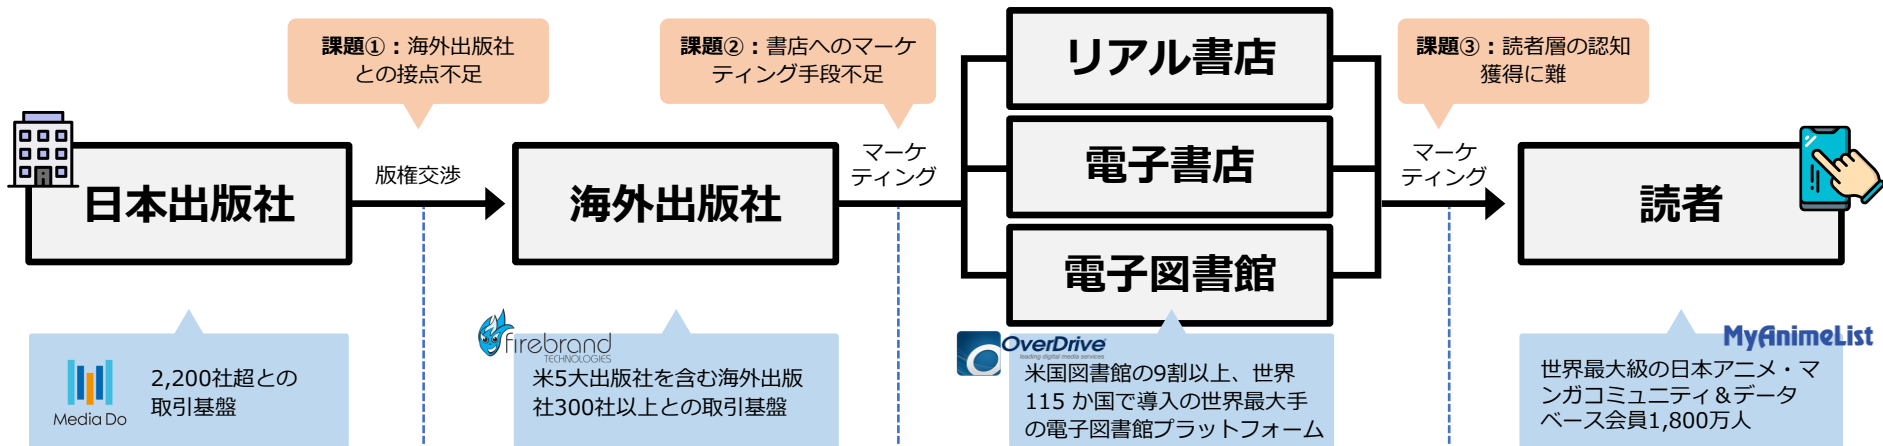 課題①：海外出版社
との接点不足
課題②：書店へのマーケ
ティング手段不足
課題③：読者層の認知
獲得に難
日本出版社
版権交渉
海外出版社
マーケ
ティング
リアル書店
電子書店
電子図書館
マーケ
ティング
読者
Media Do
2,200社超との
取引基盤
firebrand
TECHNOLOGIES
米5大出版社を含む海外出版
社300社以上との取引基盤
OverDrive
leading digital media services
米国図書館の9割以上、世界
115 か国で導入の世界最大手
の電子図書館プラットフォーム
MyAnimeList
世界最大級の日本アニメ・マ
ンガコミュニティ＆データ
ベース会員1,800万人